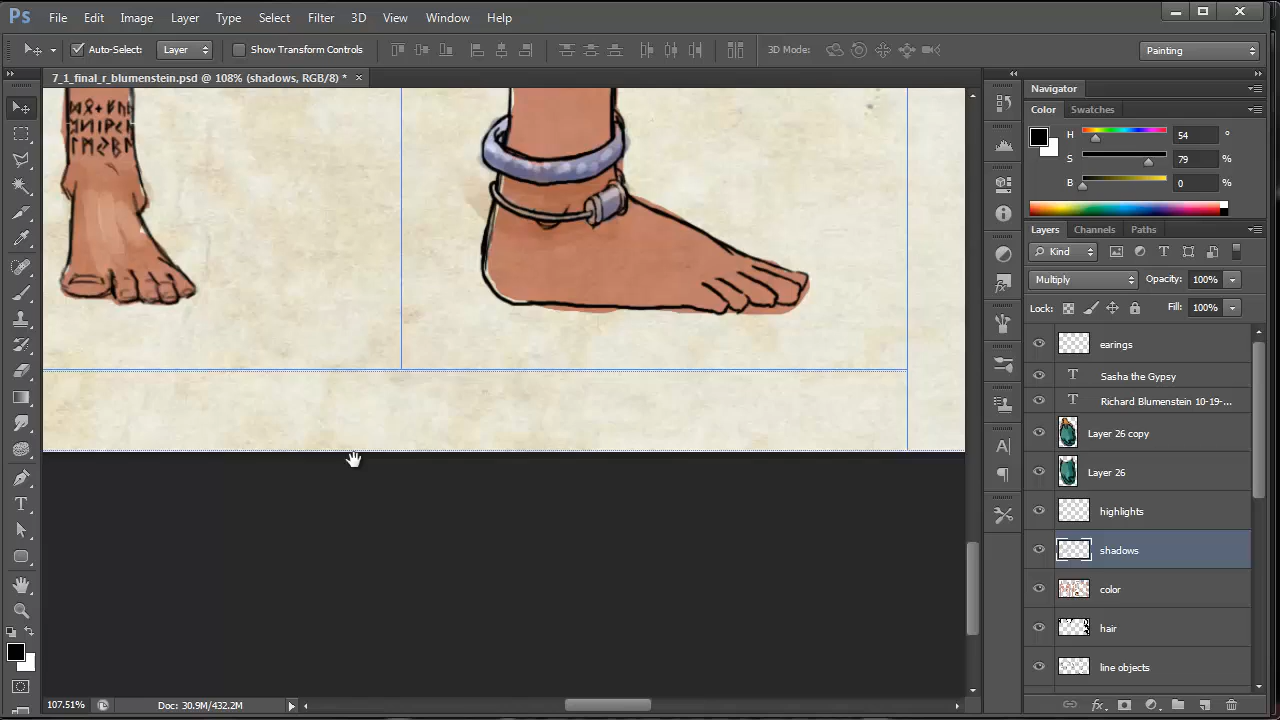 Ps File Edit Image Layer Type Select Filter 3D View Window Help
Auto-Select: Layer Show Transform Controls 3D Mode: Painting
7_1_final_r_blumenstein.psd @ 108% (shadows, RGB/8) * ×
Navigator
Color Swatches
H 54 °
S 79 %
B 0 %
Layers Channels Paths
Kind
Multiply Opacity: 100%
Lock: Fill: 100%
earings
T Sasha the Gypsy
T Richard Blumenstein 10-19-...
Layer 26 copy
Layer 26
highlights
shadows
color
hair
line objects
107.51% Doc: 30.9M/432.2M